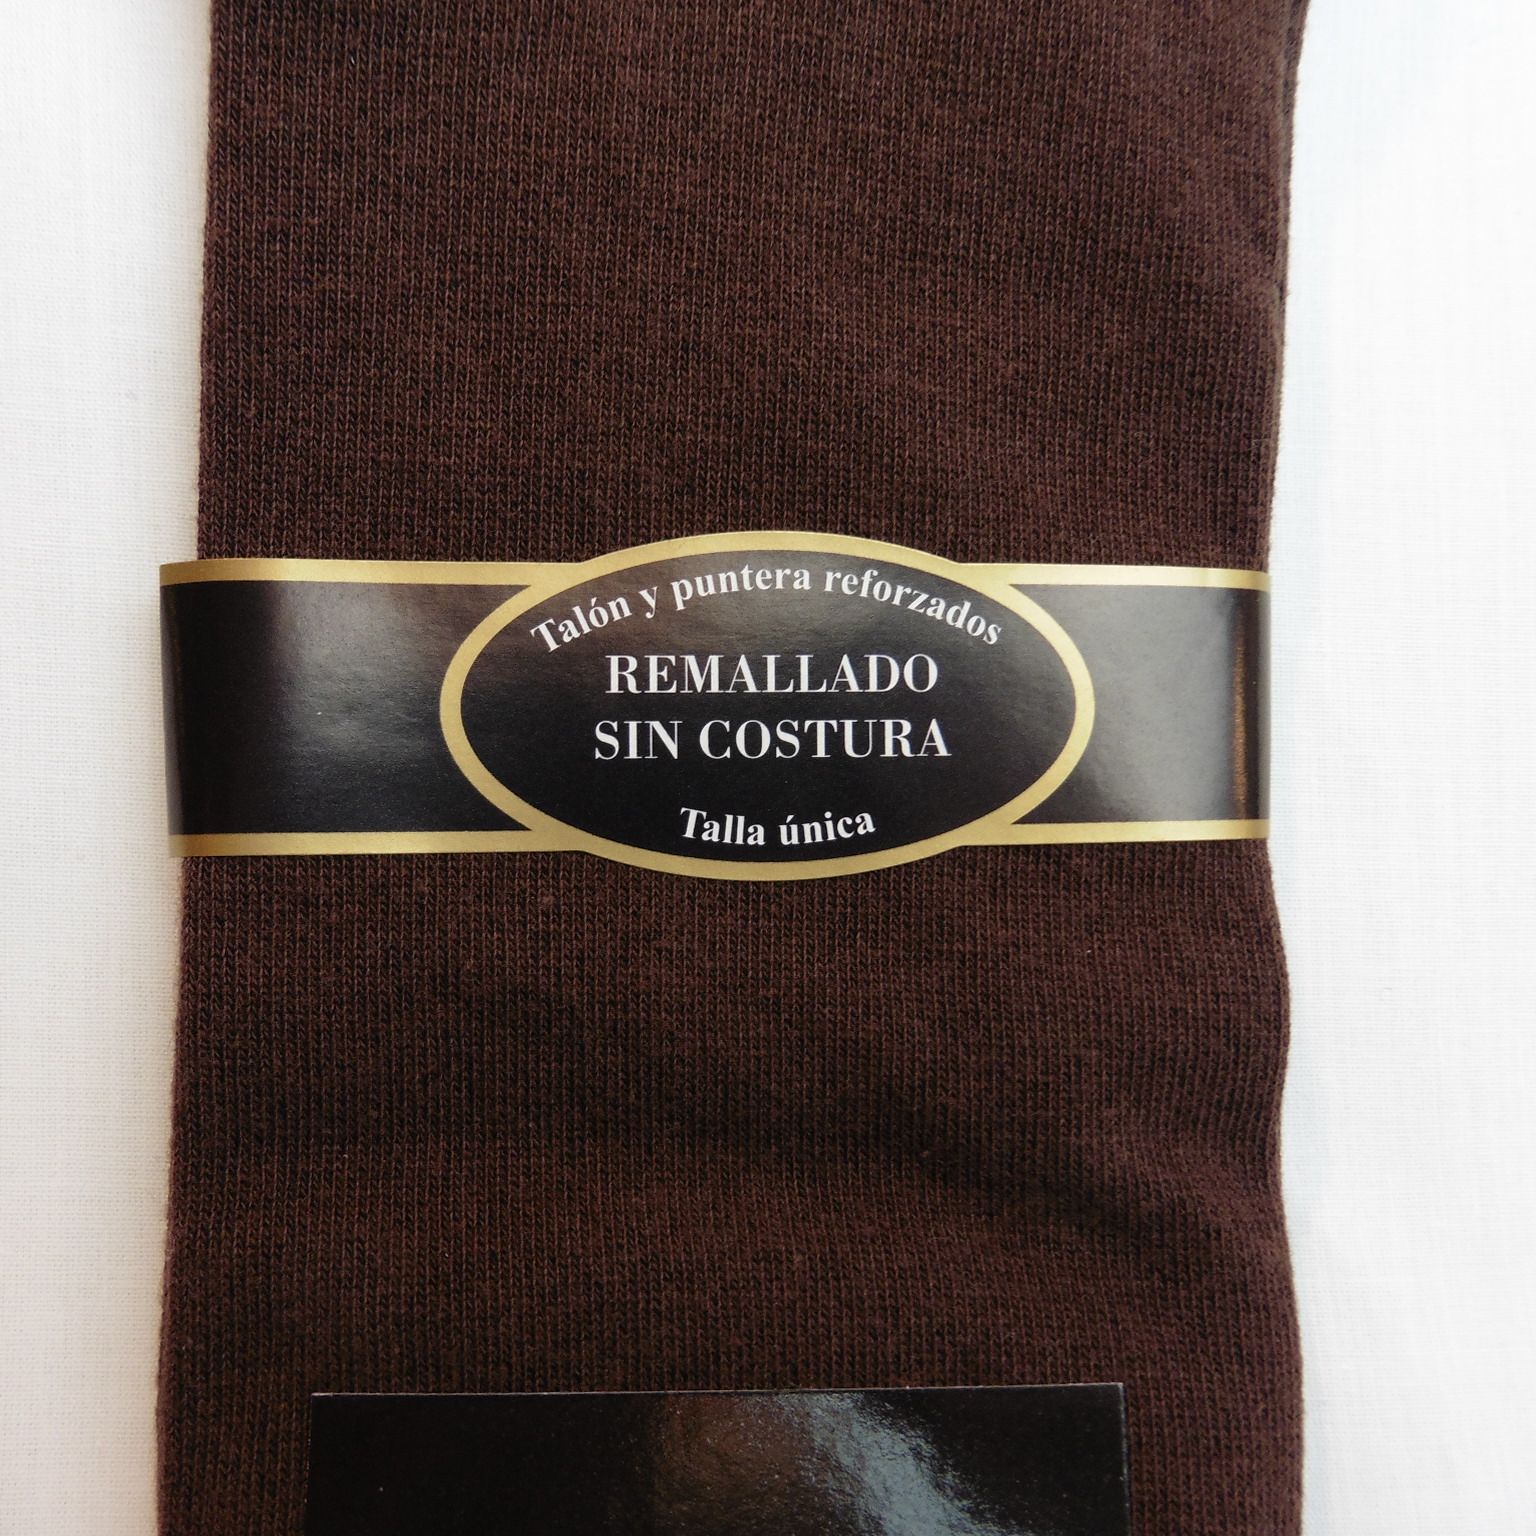 Talón y puntera reforzados
REMALLADO
SIN COSTURA
Talla única